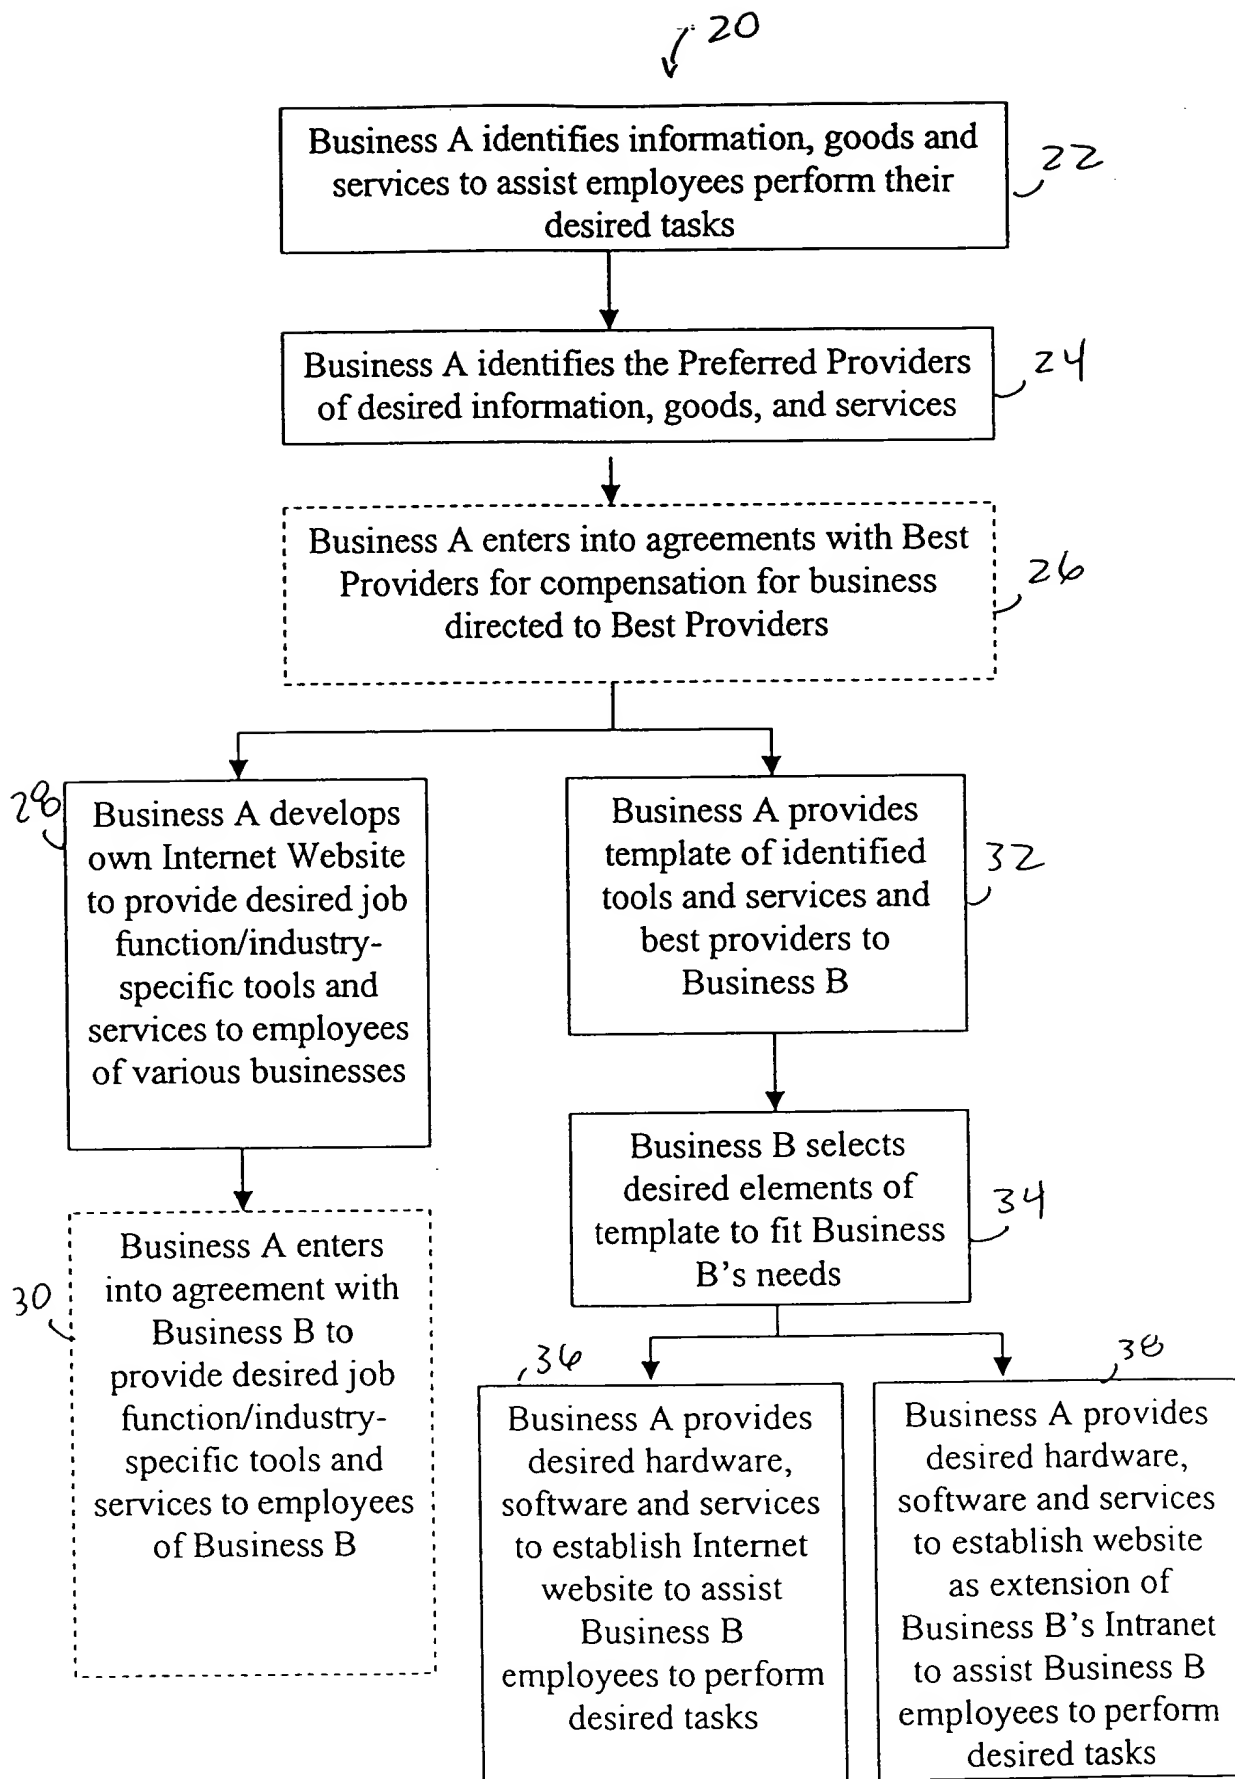 20
Business A identifies information, goods and
services to assist employees perform their
desired tasks
22
Business A identifies the Preferred Providers
of desired information, goods, and services
24
Business A enters into agreements with Best
Providers for compensation for business
directed to Best Providers
26
28
Business A develops
own Internet Website
to provide desired job
function/industry-
specific tools and
services to employees
of various businesses
Business A provides
template of identified
tools and services and
best providers to
Business B
32
30
Business A enters
into agreement with
Business B to
provide desired job
function/industry-
specific tools and
services to employees
of Business B
Business B selects
desired elements of
template to fit Business
B's needs
34
36
Business A provides
desired hardware,
software and services
to establish Internet
website to assist
Business B
employees to perform
desired tasks
38
Business A provides
desired hardware,
software and services
to establish website
as extension of
Business B's Intranet
to assist Business B
employees to perform
desired tasks